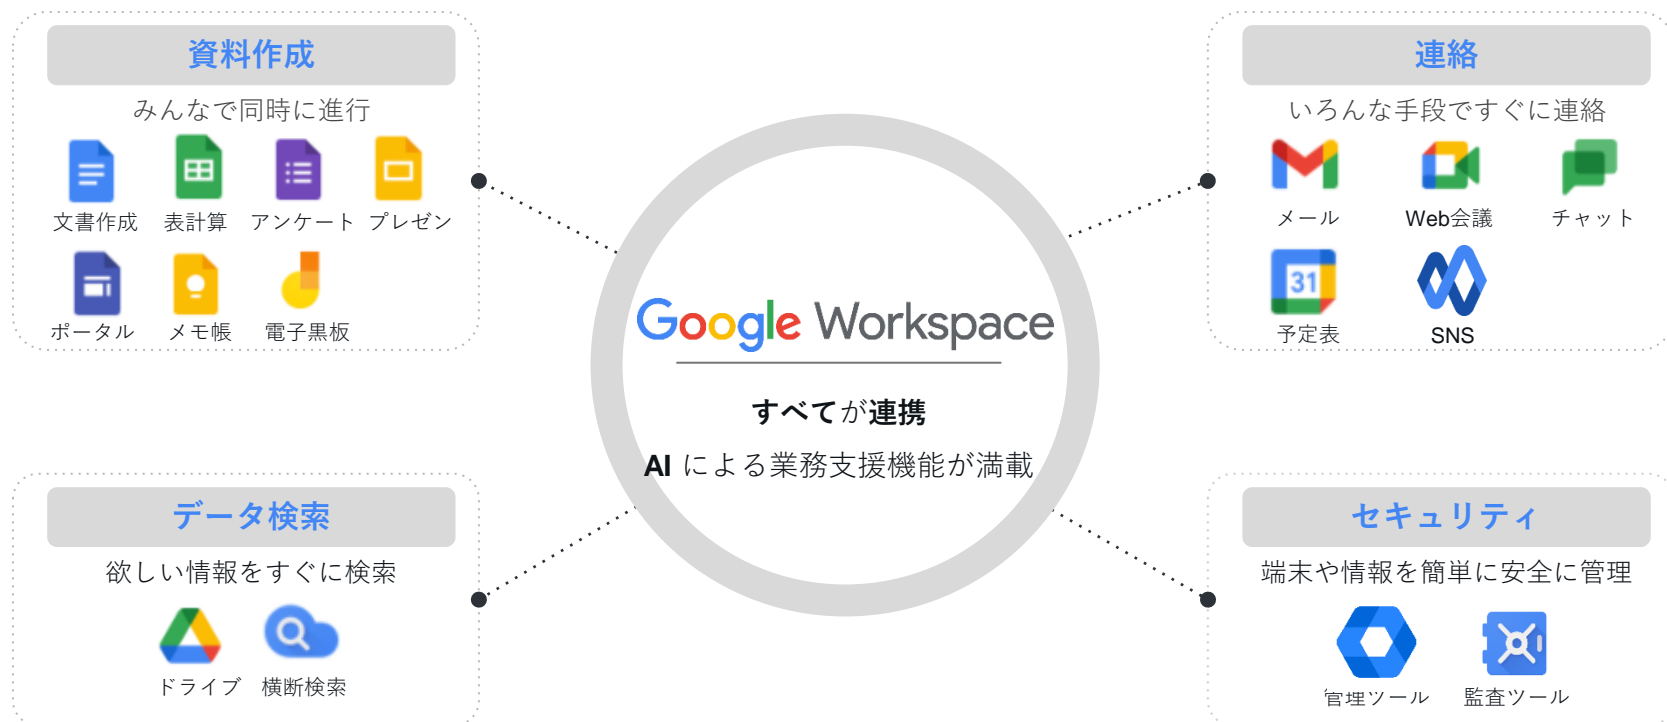 資料作成
みんなで同時に進行
文書作成 表計算 アンケート プレゼン
ポータル メモ帳 電子黒板
連絡
いろんな手段ですぐに連絡
メール Web会議 チャット
31
予定表 SNS
Google Workspace
すべてが連携
AI による業務支援機能が満載
データ検索
欲しい情報をすぐに検索
ドライブ 横断検索
セキュリティ
端末や情報を簡単に安全に管理
管理ツール 監査ツール